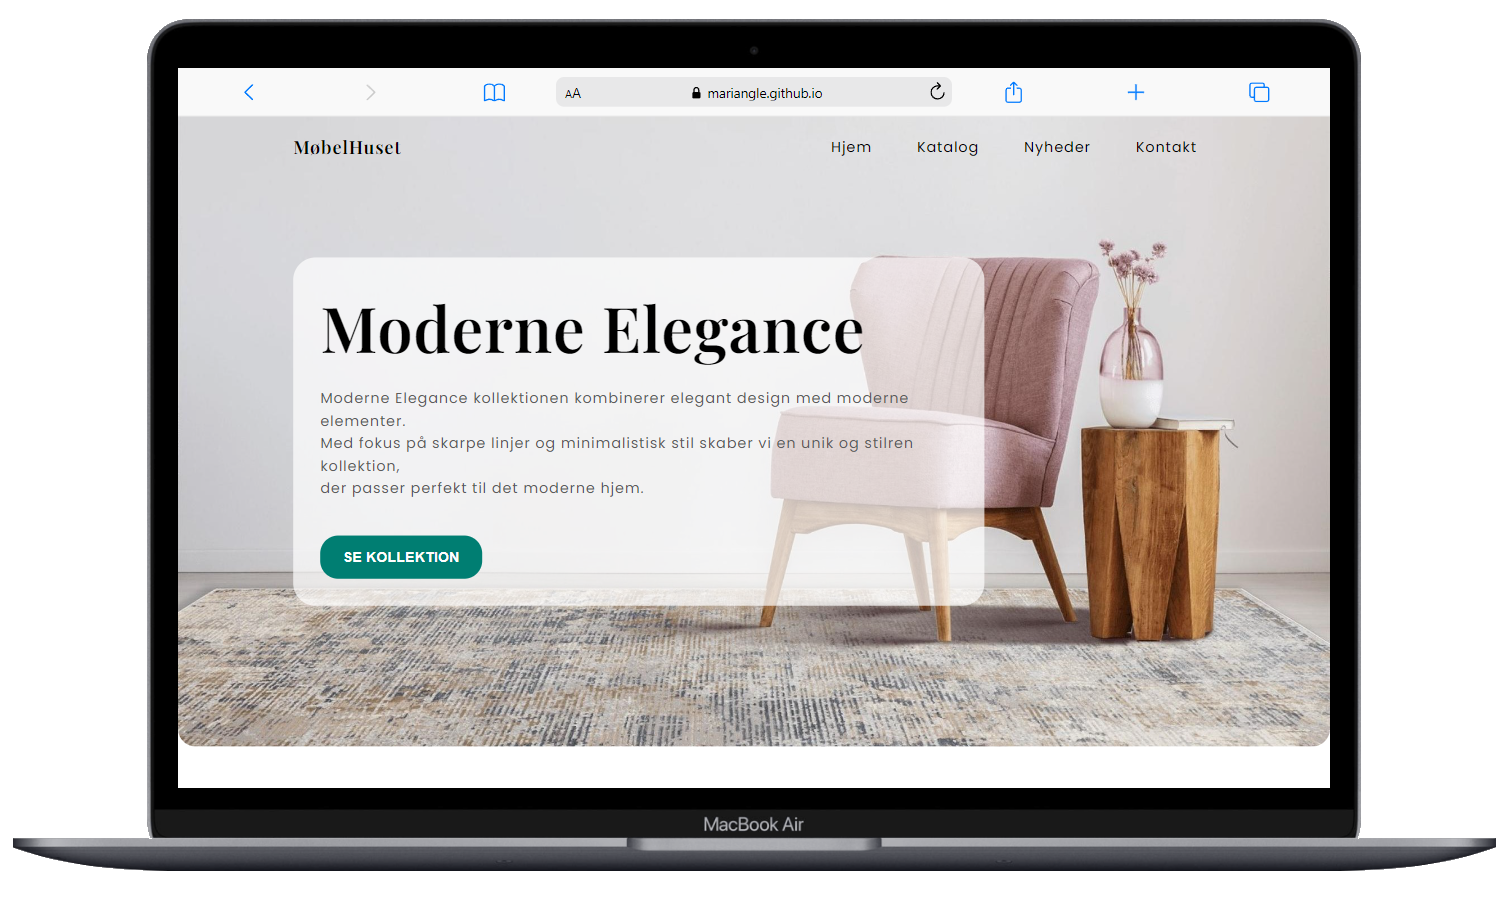 AA
mariangle.github.io
MøbelHuset
Hjem
Katalog
Nyheder
Kontakt
Moderne Elegance
Moderne Elegance kollektionen kombinerer elegant design med moderne
elementer.
Med fokus på skarpe linjer og minimalistisk stil skaber vi en unik og stilren
kollektion,
der passer perfekt til det moderne hjem.
SE KOLLEKTION
MacBook Air